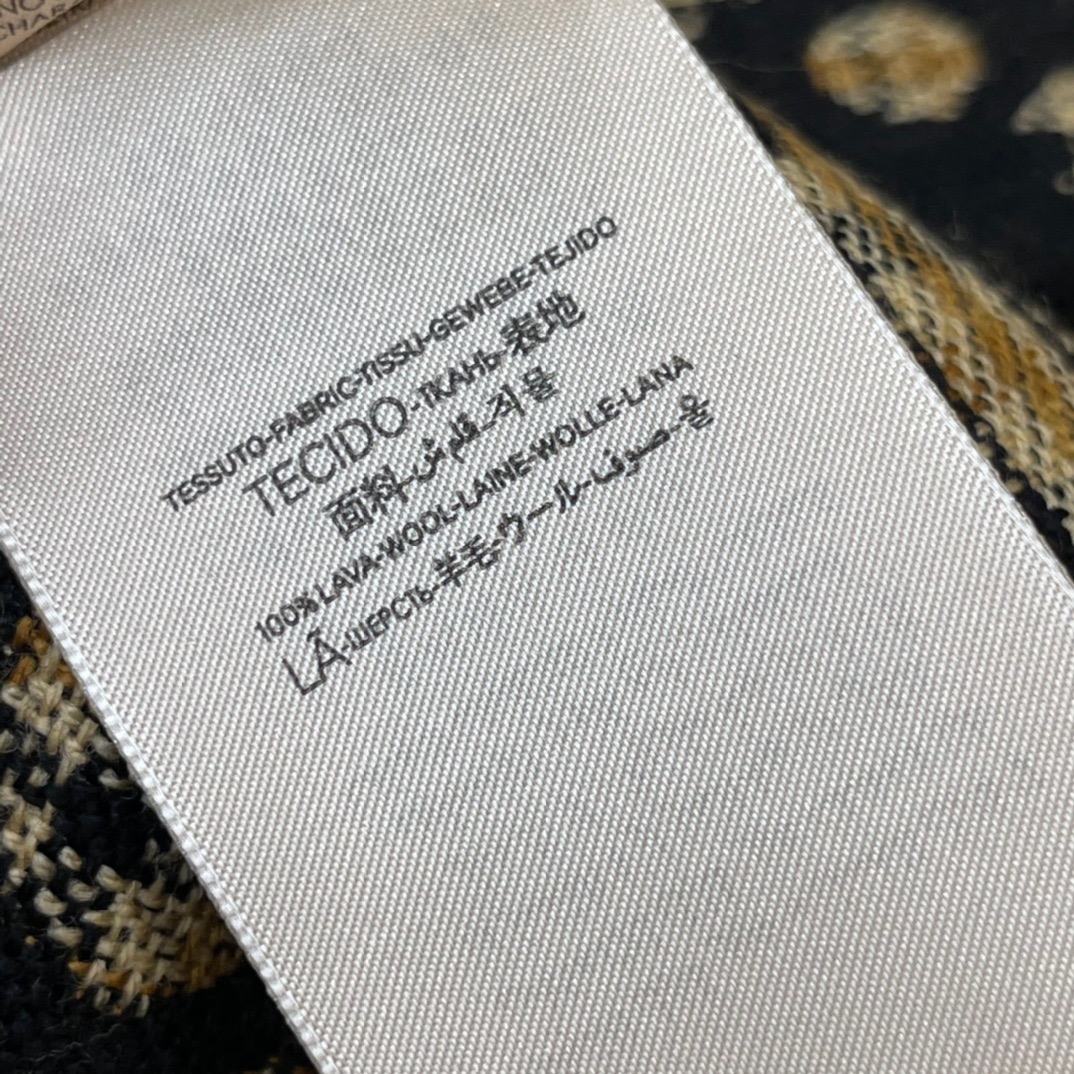 TESSUTO-FABRIC-TISSU-GEWEBE-TEJIDO
TECIDO-ТКАНЬ-表地
面料-قماش-직물
100% LAVA-WOOL-LAINE-WOLLE-LANA
LÃ-ШЕРСТЬ-羊毛-ウール-صوف-울